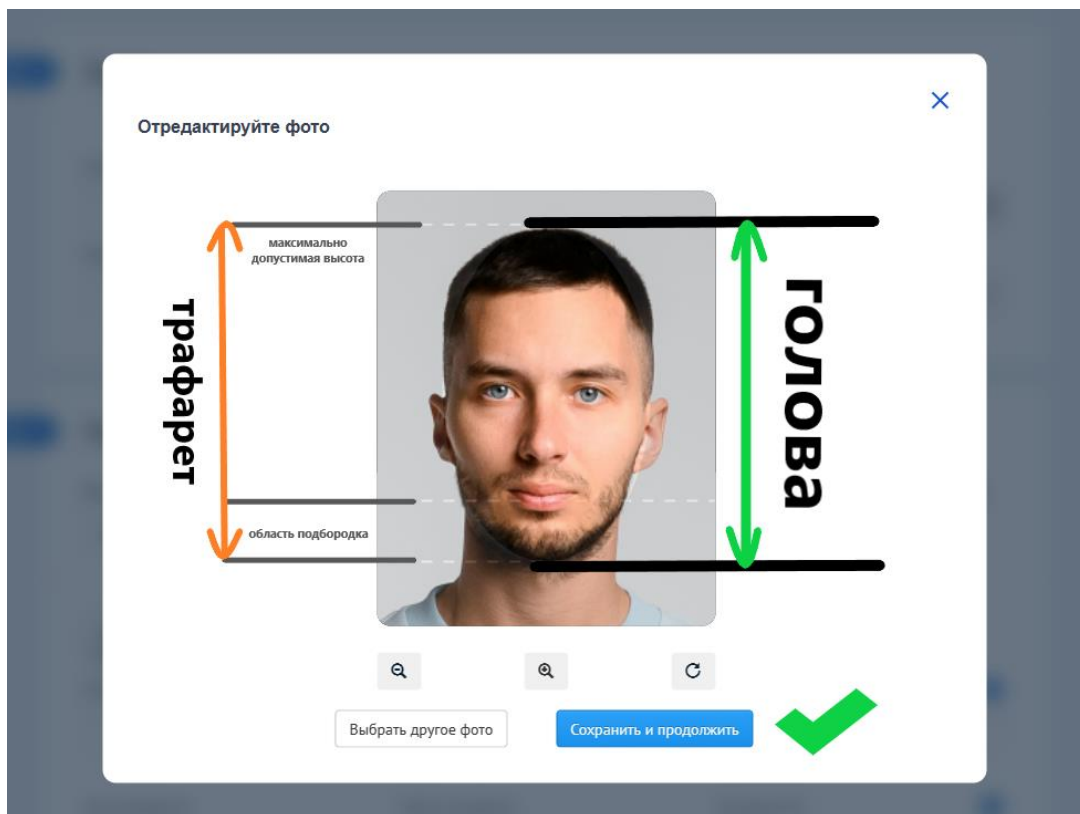 Отредактируйте фото
максимально
допустимая высота
трафарет
голова
область подбородка
Выбрать другое фото
Сохранить и продолжить